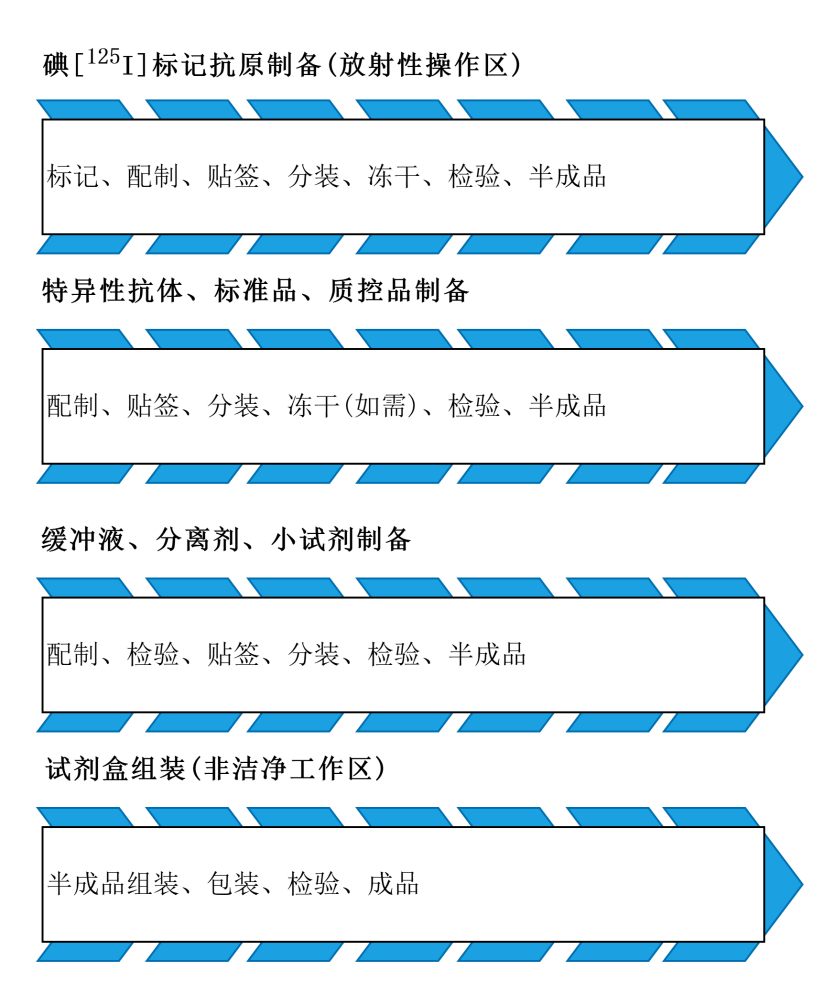 碘[¹²⁵I]标记抗原制备(放射性操作区)
标记、配制、贴签、分装、冻干、检验、半成品
特异性抗体、标准品、质控品制备
配制、贴签、分装、冻干(如需)、检验、半成品
缓冲液、分离剂、小试剂制备
配制、检验、贴签、分装、检验、半成品
试剂盒组装(非洁净工作区)
半成品组装、包装、检验、成品